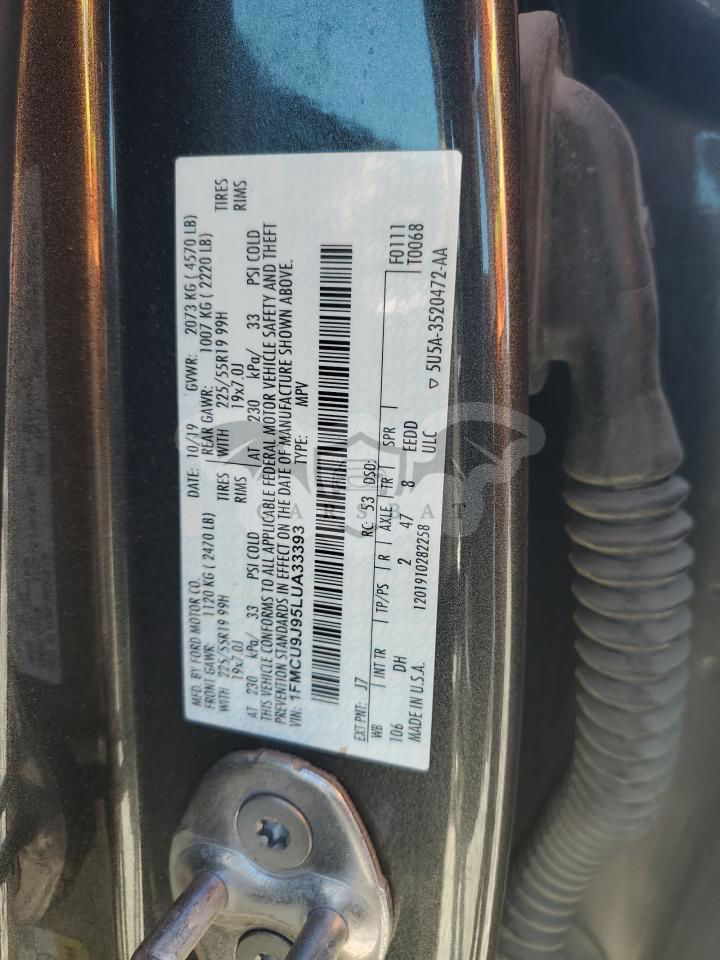 MFD. BY FORD MOTOR CO.
DATE: 10/19 GVWR: 2073 KG ( 4570 LB)
FRONT GAWR: 1120 KG ( 2470 LB) REAR GAWR: 1007 KG ( 2220 LB)
WITH 225/55R19 99H TIRES WITH 225/55R19 99H TIRES
19x7.0J RIMS 19x7.0J RIMS
AT 230 kPa/ 33 PSI COLD AT 230 kPa/ 33 PSI COLD
THIS VEHICLE CONFORMS TO ALL APPLICABLE FEDERAL MOTOR VEHICLE SAFETY AND THEFT
PREVENTION STANDARDS IN EFFECT ON THE DATE OF MANUFACTURE SHOWN ABOVE.
VIN: 1FMCU9J95LUA33393 TYPE: MPV
EXT PNT: J7 RC: 53 DSO:
WB INT TR TP/PS R AXLE TR SPR F0111
106 DH 2 47 8 EEDD T0068
MADE IN U.S.A. ULC
1201910282258 ▽ 5U5A-3520472-AA
CARSBAT